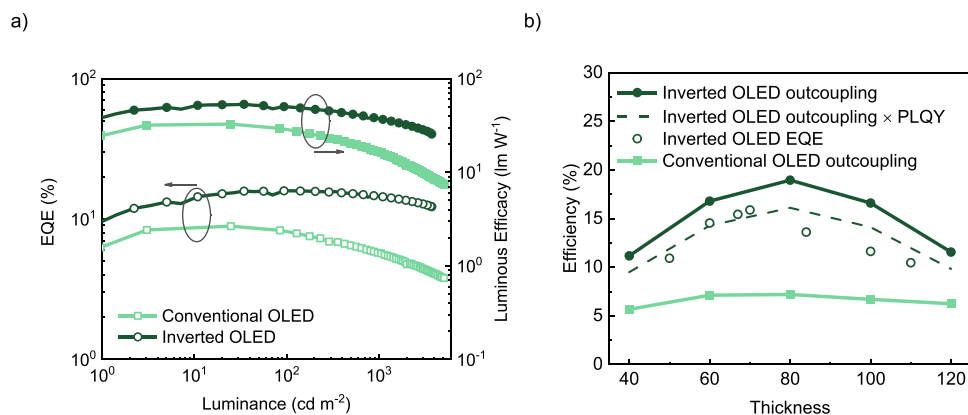 a)
10²
10¹
10⁰
EQE (%)
10²
10¹
10⁰
10⁻¹
Luminous Efficacy (lm W⁻¹)
Conventional OLED
Inverted OLED
10⁰ 10¹ 10² 10³
Luminance (cd m⁻²)
b)
30
25
20
15
10
5
0
Efficiency (%)
Inverted OLED outcoupling
Inverted OLED outcoupling × PLQY
Inverted OLED EQE
Conventional OLED outcoupling
40 60 80 100 120
Thickness